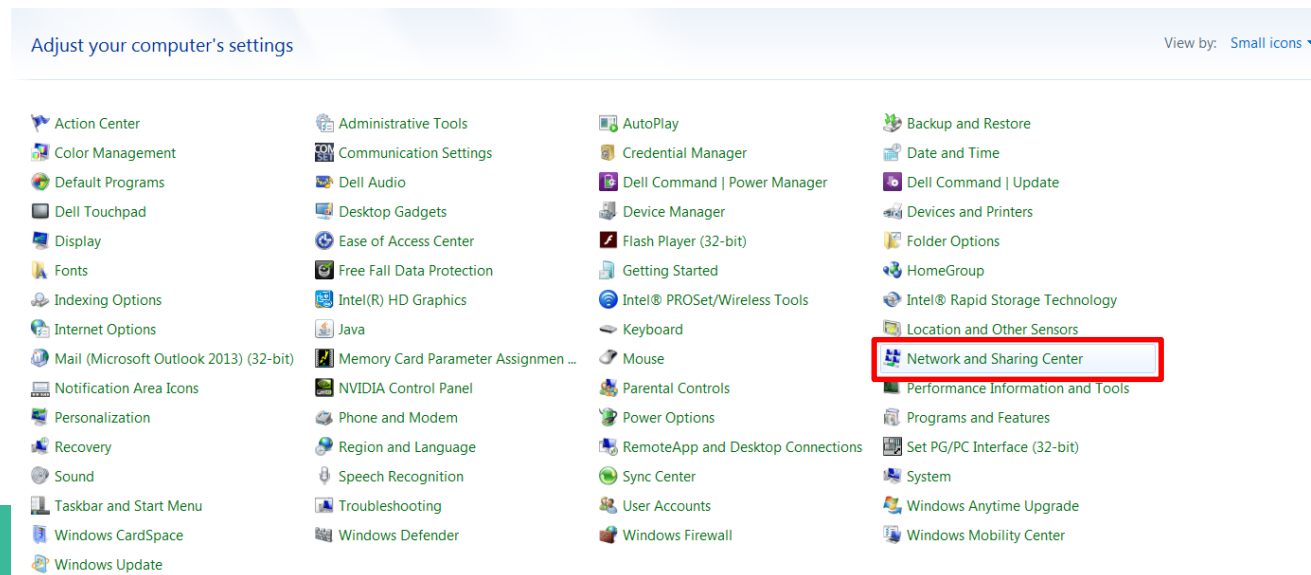 Adjust your computer's settings
View by: Small icons
Action Center Administrative Tools AutoPlay Backup and Restore
Color Management Communication Settings Credential Manager Date and Time
Default Programs Dell Audio Dell Command | Power Manager Dell Command | Update
Dell Touchpad Desktop Gadgets Device Manager Devices and Printers
Display Ease of Access Center Flash Player (32-bit) Folder Options
Fonts Free Fall Data Protection Getting Started HomeGroup
Indexing Options Intel(R) HD Graphics Intel® PROSet/Wireless Tools Intel® Rapid Storage Technology
Internet Options Java Keyboard Location and Other Sensors
Mail (Microsoft Outlook 2013) (32-bit) Memory Card Parameter Assignmen ... Mouse Network and Sharing Center
Notification Area Icons NVIDIA Control Panel Parental Controls Performance Information and Tools
Personalization Phone and Modem Power Options Programs and Features
Recovery Region and Language RemoteApp and Desktop Connections Set PG/PC Interface (32-bit)
Sound Speech Recognition Sync Center System
Taskbar and Start Menu Troubleshooting User Accounts Windows Anytime Upgrade
Windows CardSpace Windows Defender Windows Firewall Windows Mobility Center
Windows Update